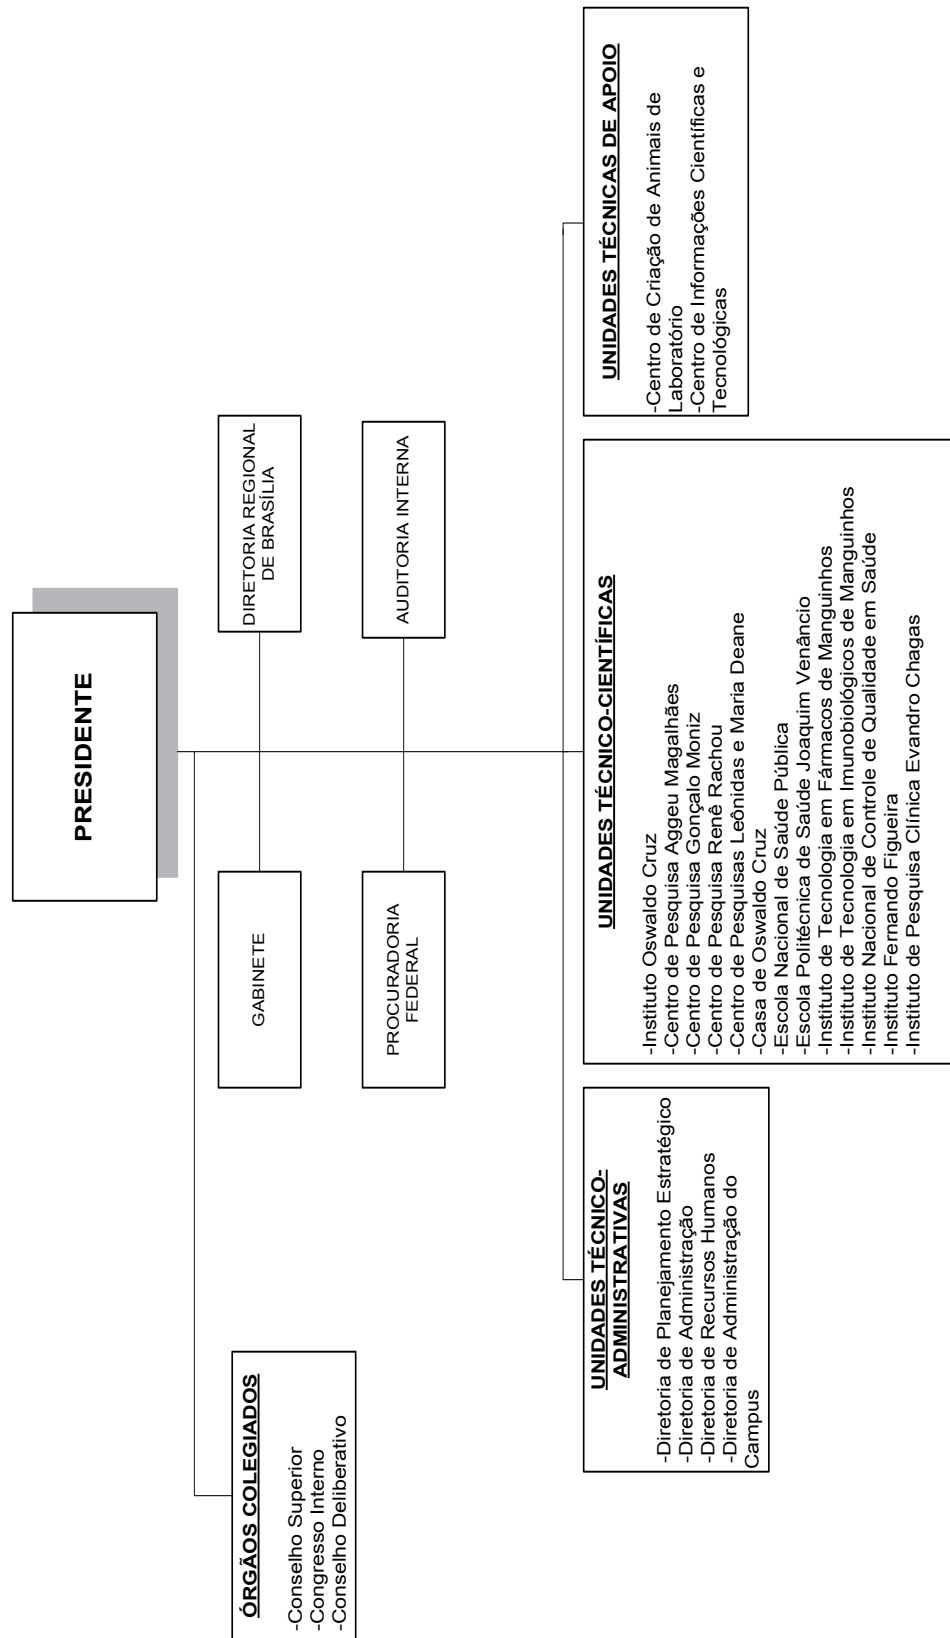 PRESIDENTE
ÓRGÃOS COLEGIADOS
-Conselho Superior
-Congresso Interno
-Conselho Deliberativo
GABINETE
DIRETORIA REGIONAL
DE BRASÍLIA
PROCURADORIA
FEDERAL
AUDITORIA INTERNA
UNIDADES TÉCNICO-
ADMINISTRATIVAS
-Diretoria de Planejamento Estratégico
-Diretoria de Administração
-Diretoria de Recursos Humanos
-Diretoria de Administração do
Campus
UNIDADES TÉCNICO-CIENTÍFICAS
-Instituto Oswaldo Cruz
-Centro de Pesquisa Aggeu Magalhães
-Centro de Pesquisa Gonçalo Moniz
-Centro de Pesquisa Renê Rachou
-Centro de Pesquisas Leônidas e Maria Deane
-Casa de Oswaldo Cruz
-Escola Nacional de Saúde Pública
-Escola Politécnica de Saúde Joaquim Venâncio
-Instituto de Tecnologia em Fármacos de Manguinhos
-Instituto de Tecnologia em Imunobiológicos de Manguinhos
-Instituto Nacional de Controle de Qualidade em Saúde
-Instituto Fernando Figueira
-Instituto de Pesquisa Clínica Evandro Chagas
UNIDADES TÉCNICAS DE APOIO
-Centro de Criação de Animais de
Laboratório
-Centro de Informações Científicas e
Tecnológicas